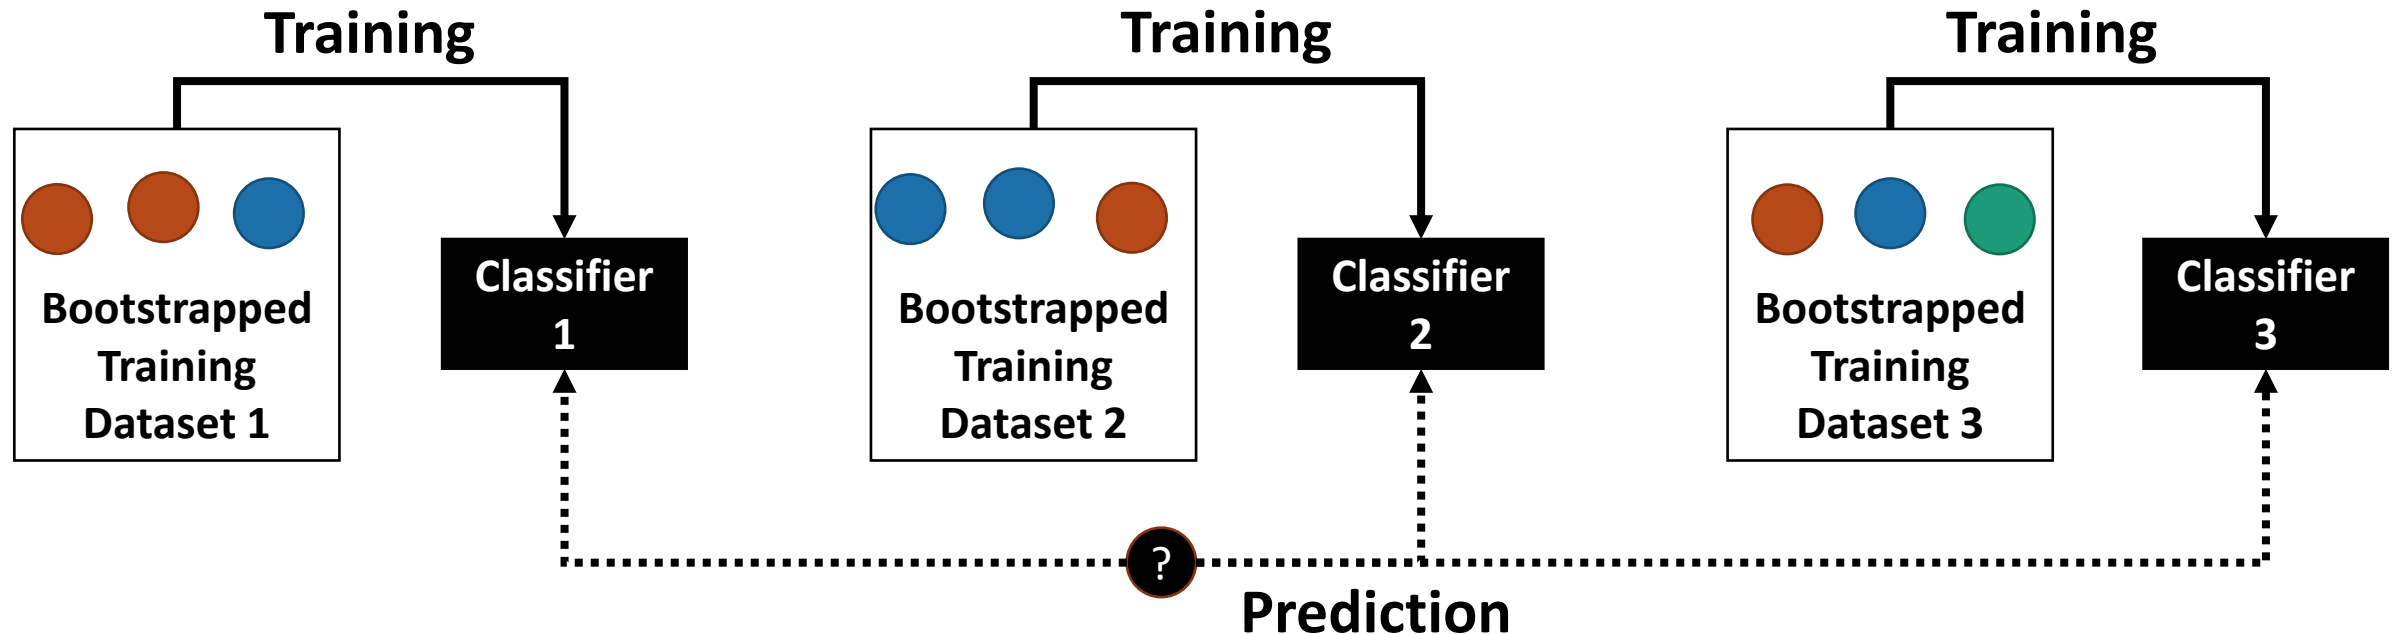 Training
Training
Training
Bootstrapped
Training
Dataset 1
Classifier
1
Bootstrapped
Training
Dataset 2
Classifier
2
Bootstrapped
Training
Dataset 3
Classifier
3
?
Prediction